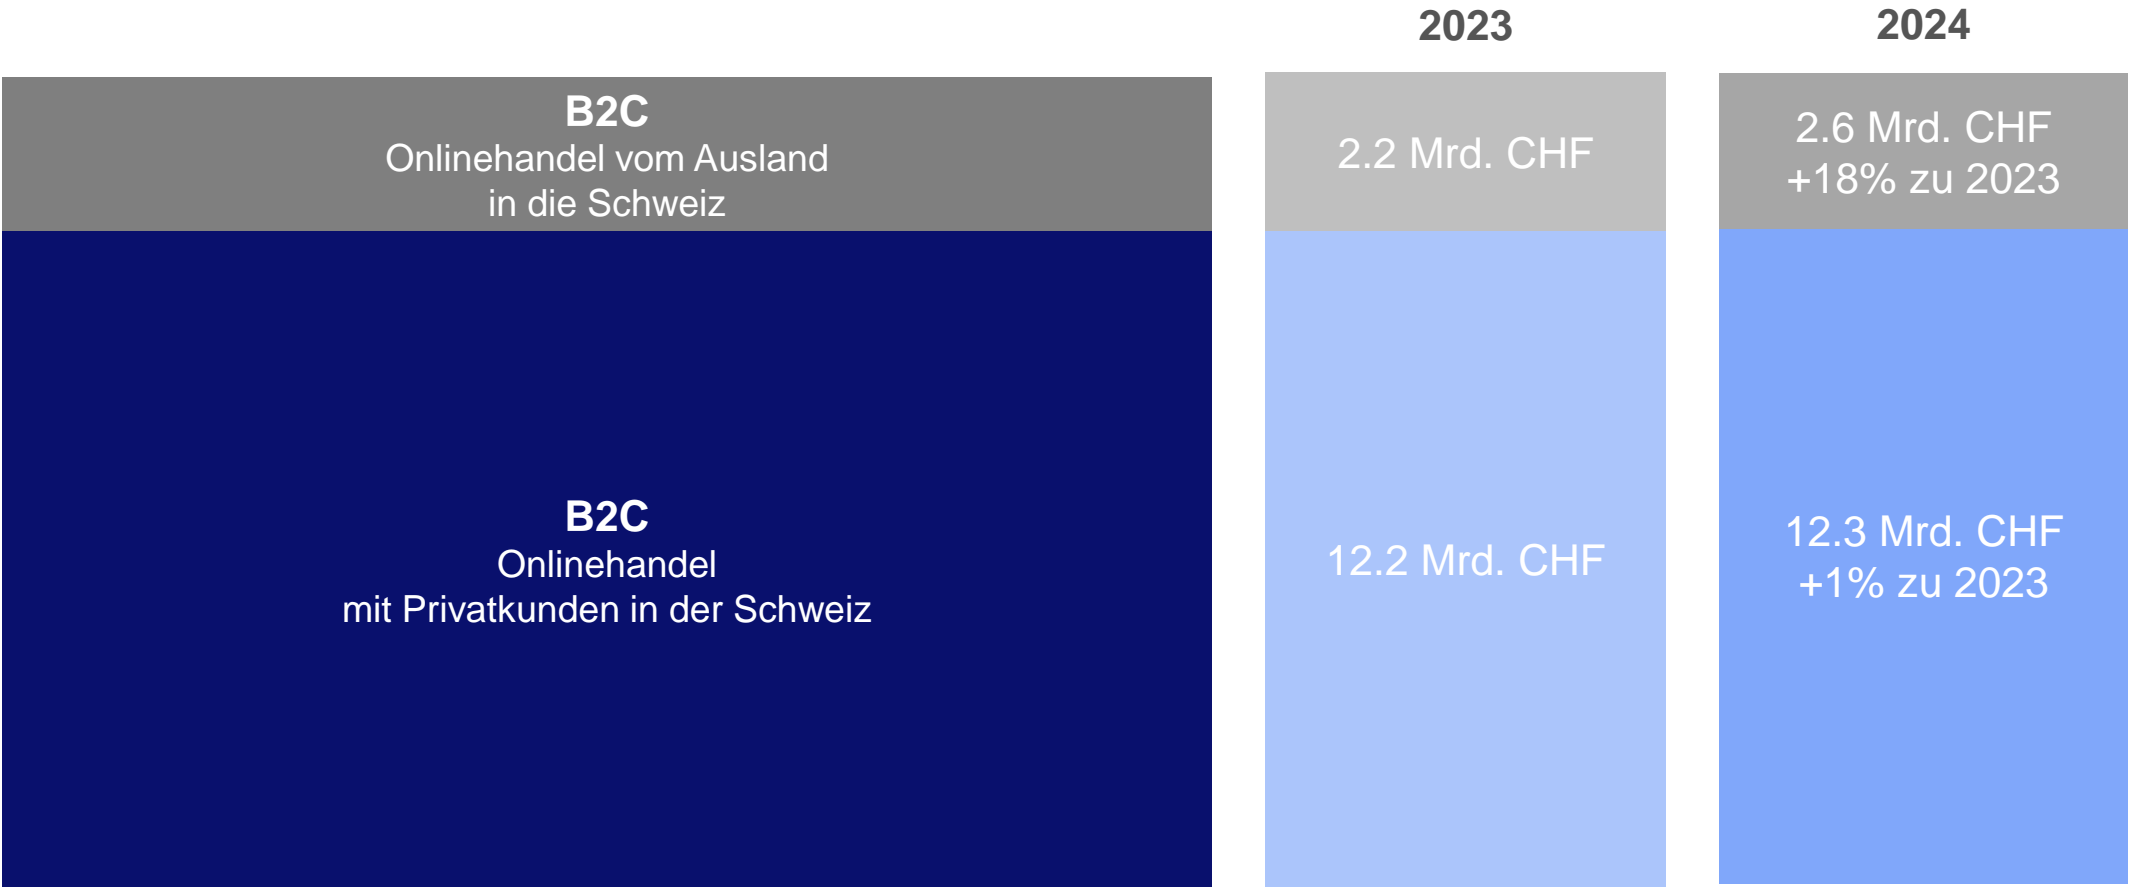 2023
2024
B2C
Onlinehandel vom Ausland
in die Schweiz
2.2 Mrd. CHF
2.6 Mrd. CHF
+18% zu 2023
B2C
Onlinehandel
mit Privatkunden in der Schweiz
12.2 Mrd. CHF
12.3 Mrd. CHF
+1% zu 2023